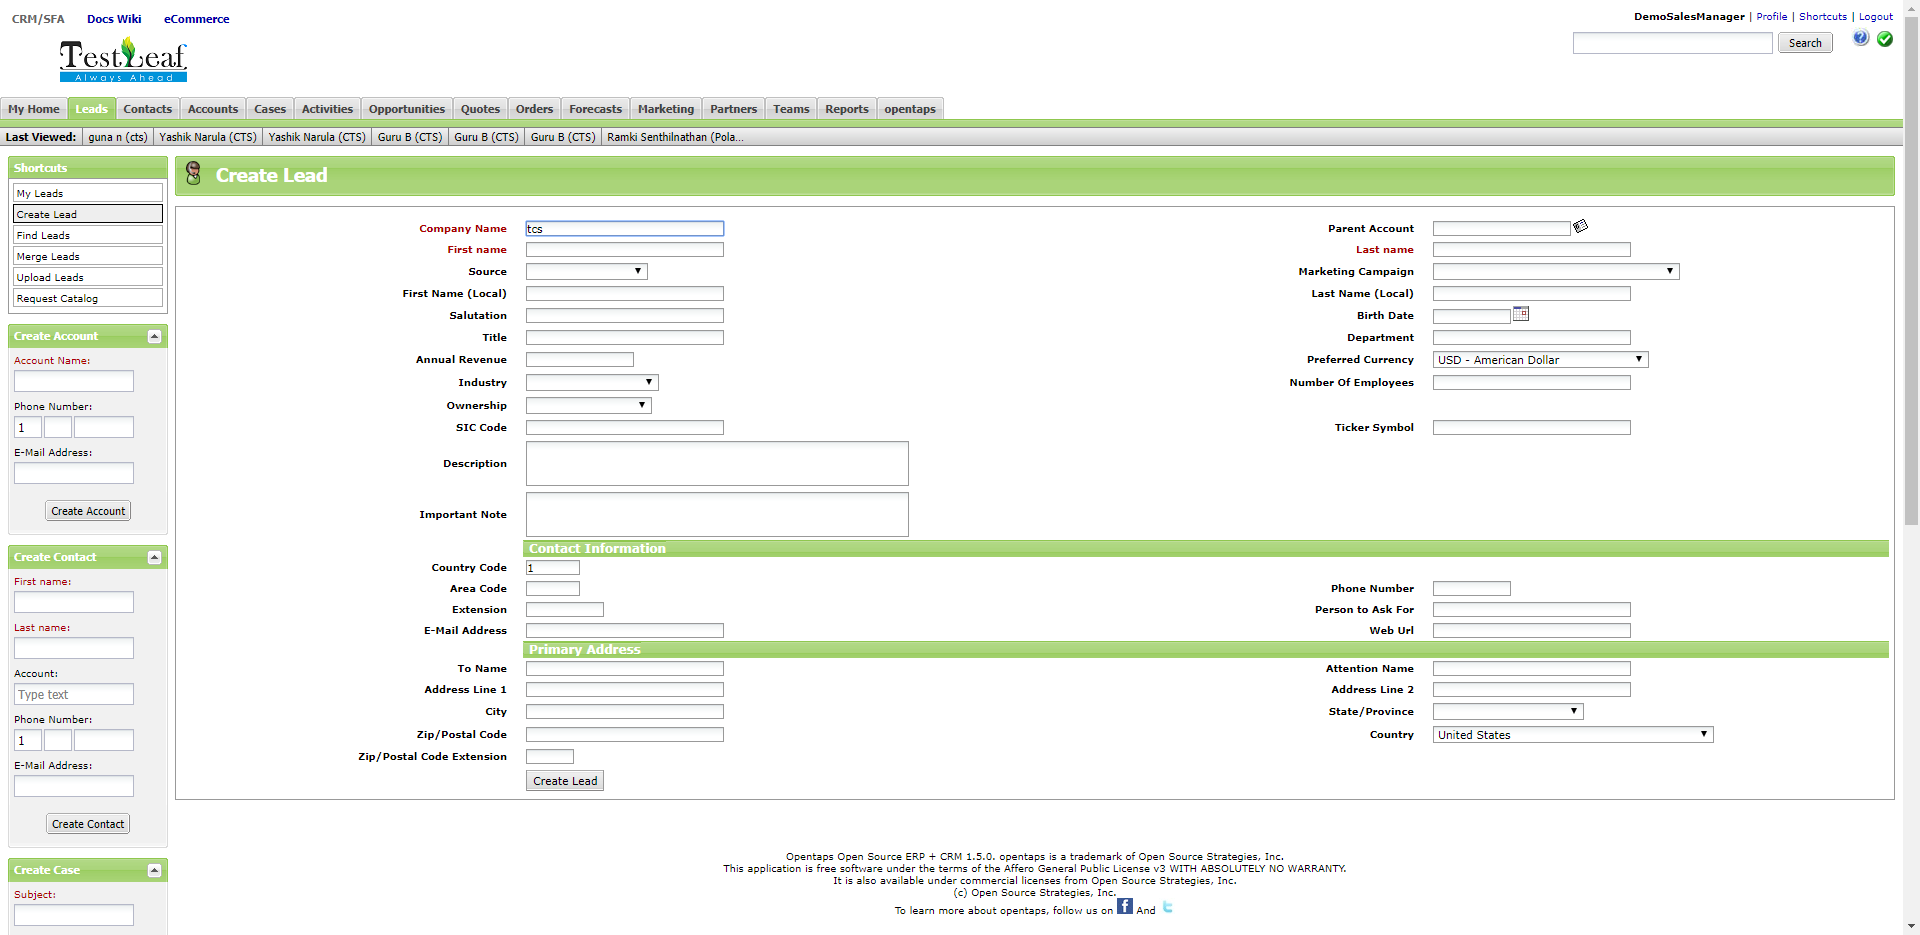 CRM/SFA Docs Wiki eCommerce
DemoSalesManager | Profile | Shortcuts | Logout
TestLeaf
Always Ahead
Search
My Home Leads Contacts Accounts Cases Activities Opportunities Quotes Orders Forecasts Marketing Partners Teams Reports opentaps
Last Viewed: guna n (cts) Yashik Narula (CTS) Yashik Narula (CTS) Guru B (CTS) Guru B (CTS) Guru B (CTS) Ramki Senthilnathan (Pola...
Shortcuts
My Leads
Create Lead
Find Leads
Merge Leads
Upload Leads
Request Catalog
Create Account
Account Name:
Phone Number:
1
E-Mail Address:
Create Account
Create Contact
First name:
Last name:
Account:
Type text
Phone Number:
1
E-Mail Address:
Create Contact
Create Case
Subject:
Create Lead
Company Name tcs Parent Account
First name Last name
Source Marketing Campaign
First Name (Local) Last Name (Local)
Salutation Birth Date
Title Department
Annual Revenue Preferred Currency USD - American Dollar
Industry Number Of Employees
Ownership
SIC Code Ticker Symbol
Description
Important Note
Contact Information
Country Code 1
Area Code Phone Number
Extension Person to Ask For
E-Mail Address Web Url
Primary Address
To Name Attention Name
Address Line 1 Address Line 2
City State/Province
Zip/Postal Code Country United States
Zip/Postal Code Extension
Create Lead
Opentaps Open Source ERP + CRM 1.5.0. opentaps is a trademark of Open Source Strategies, Inc.
This application is free software under the terms of the Affero General Public License v3 WITH ABSOLUTELY NO WARRANTY.
It is also available under commercial licenses from Open Source Strategies, Inc.
(c) Open Source Strategies, Inc.
To learn more about opentaps, follow us on f And t